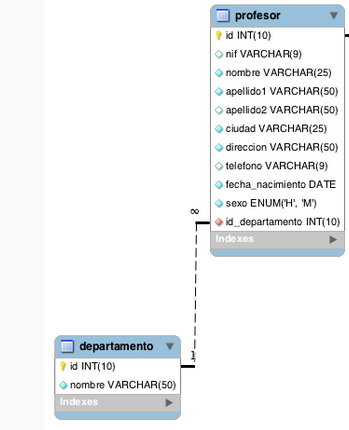 profesor
id INT(10)
nif VARCHAR(9)
nombre VARCHAR(25)
apellido1 VARCHAR(50)
apellido2 VARCHAR(50)
ciudad VARCHAR(25)
direccion VARCHAR(50)
telefono VARCHAR(9)
fecha_nacimiento DATE
sexo ENUM('H', 'M')
id_departamento INT(10)
Indexes
∞
1
departamento
id INT(10)
nombre VARCHAR(50)
Indexes